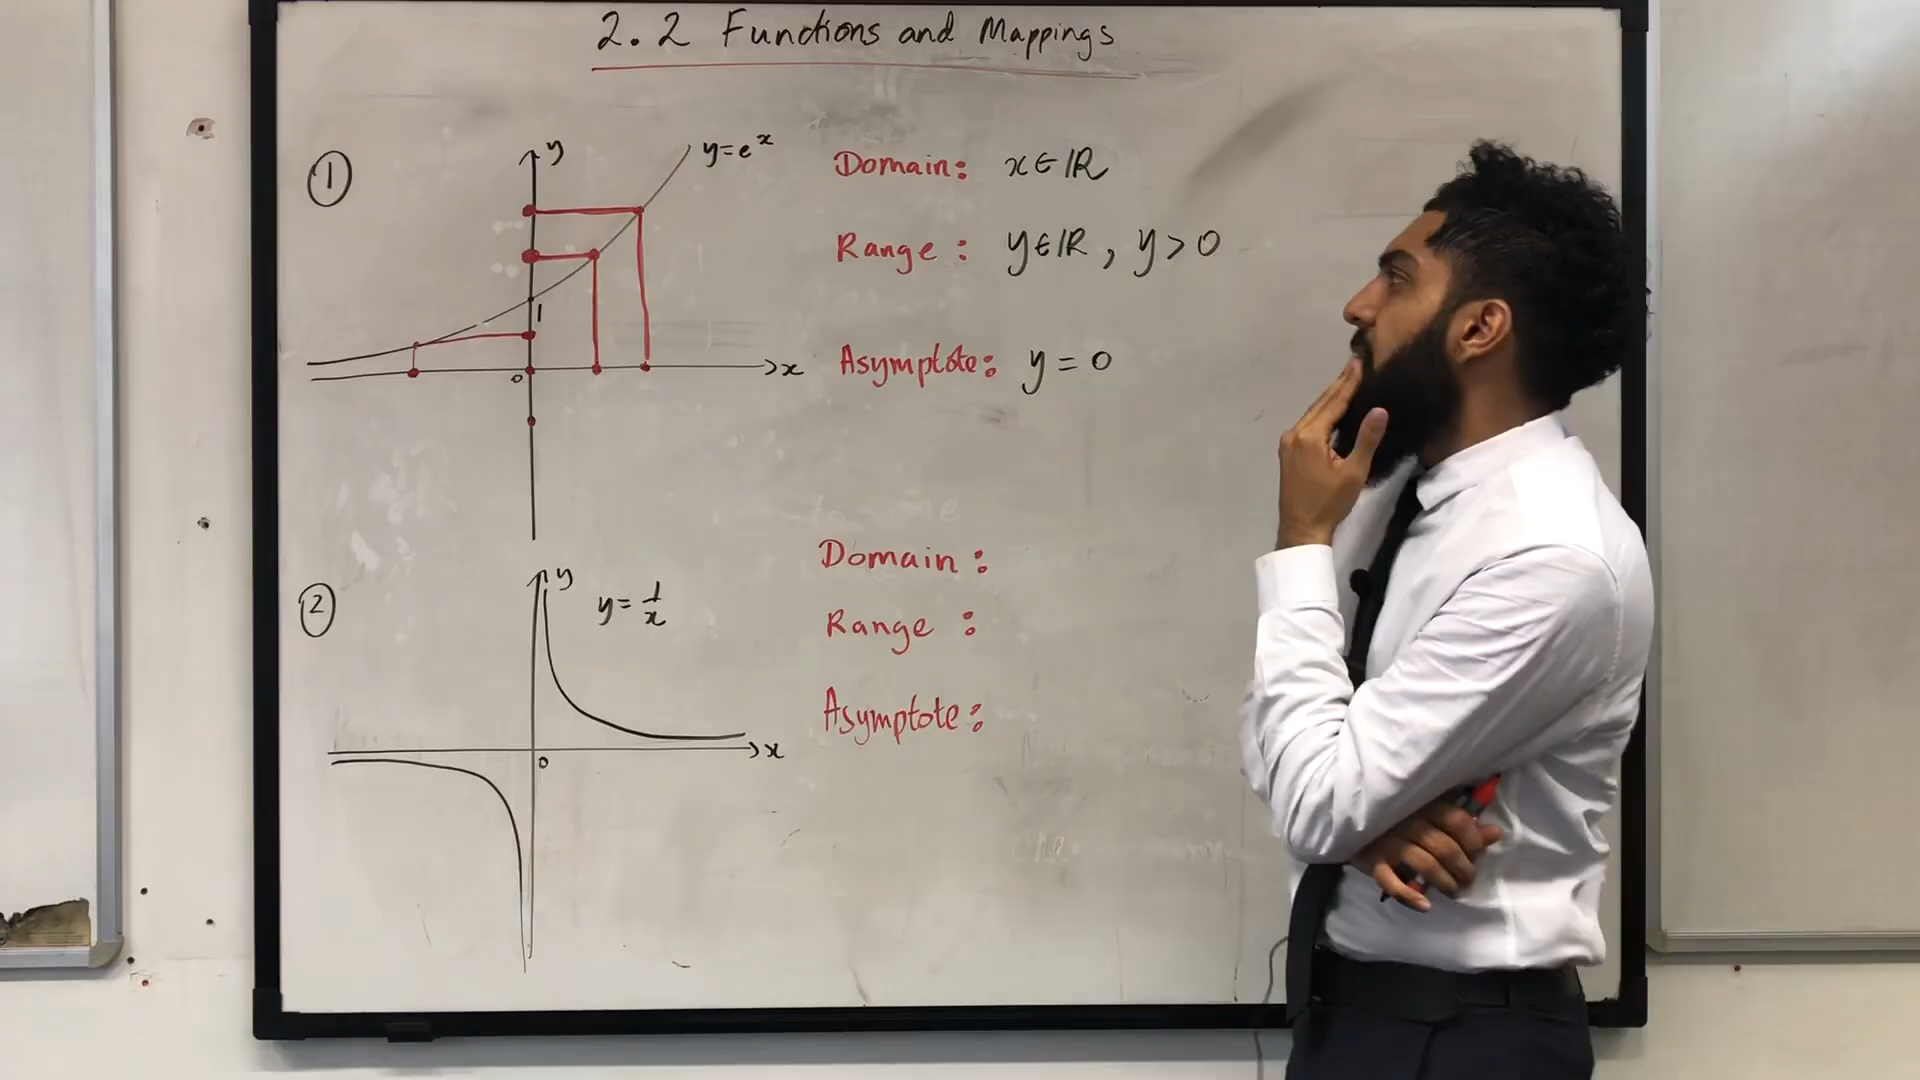 2.2 Functions and Mappings
①
y
y=e^x
1
0
x
Domain: x∈ℝ
Range: y∈ℝ, y>0
Asymptote: y=0
②
y
y=1/x
0
x
Domain:
Range:
Asymptote: